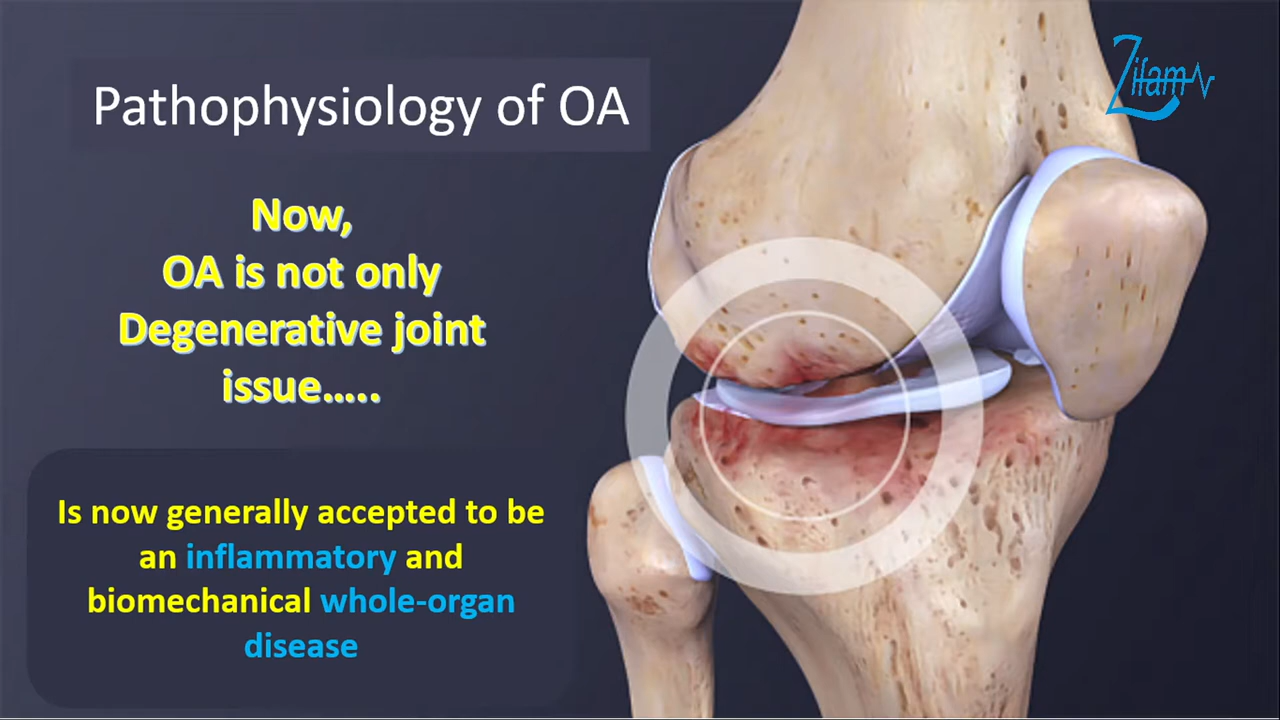 Zifam
Pathophysiology of OA
Now,
OA is not only
Degenerative joint
issue…..
Is now generally accepted to be
an inflammatory and
biomechanical whole-organ
disease